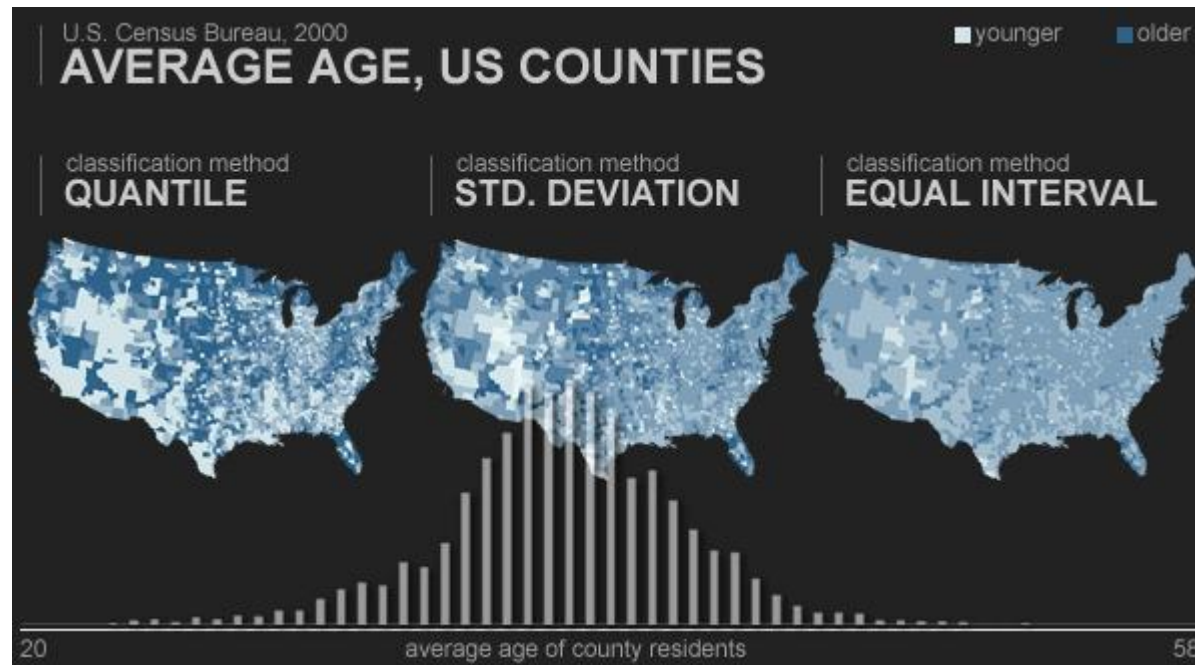 U.S. Census Bureau, 2000
AVERAGE AGE, US COUNTIES
younger
older
classification method
QUANTILE
classification method
STD. DEVIATION
classification method
EQUAL INTERVAL
20
average age of county residents
58